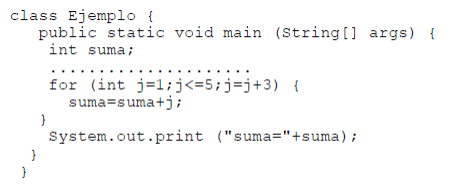 class Ejemplo {
public static void main (String[] args) {
int suma;
.....................
for (int j=1;j<=5;j=j+3) {
suma=suma+j;
}
System.out.print ("suma="+suma);
}
}